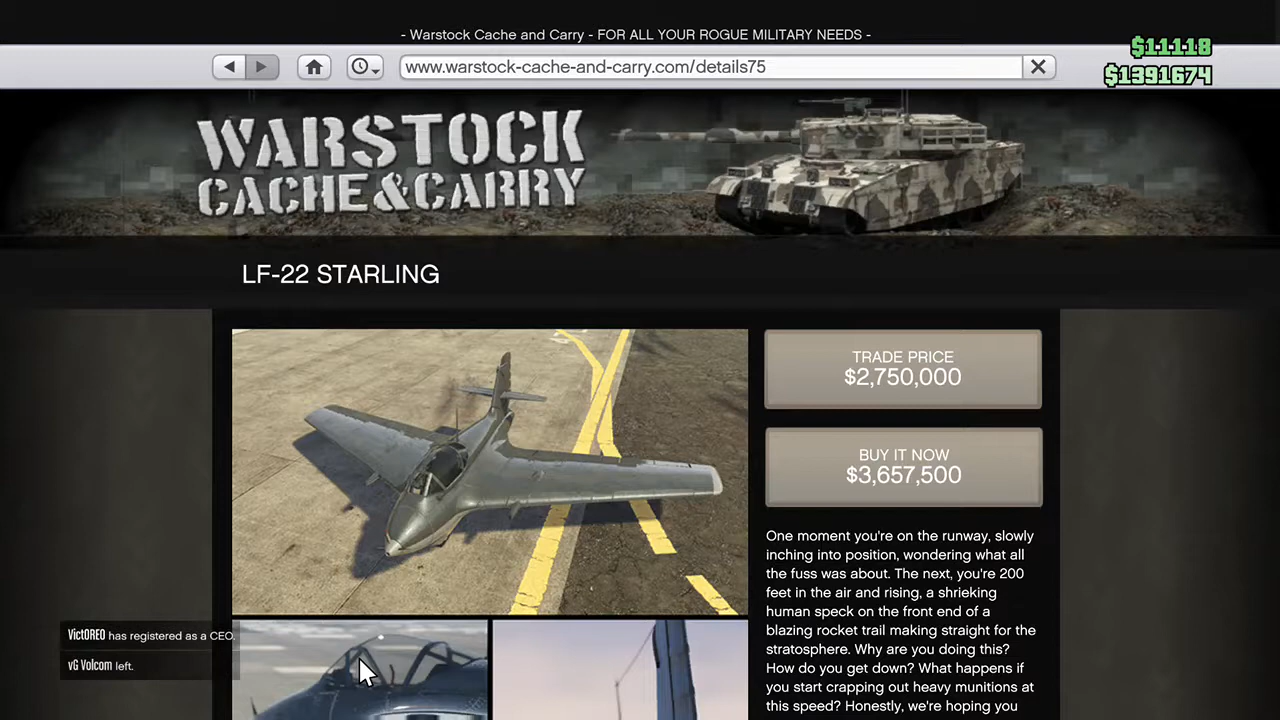 - Warstock Cache and Carry - FOR ALL YOUR ROGUE MILITARY NEEDS -
$11118
www.warstock-cache-and-carry.com/details75
$1391674
WARSTOCK
CACHE&CARRY
LF-22 STARLING
TRADE PRICE
$2,750,000
BUY IT NOW
$3,657,500
One moment you're on the runway, slowly
inching into position, wondering what all
the fuss was about. The next, you're 200
feet in the air and rising, a shrieking
human speck on the front end of a
blazing rocket trail making straight for the
stratosphere. Why are you doing this?
How do you get down? What happens if
you start crapping out heavy munitions at
this speed? Honestly, we're hoping you
VictOREO has registered as a CEO.
vG Volcom left.